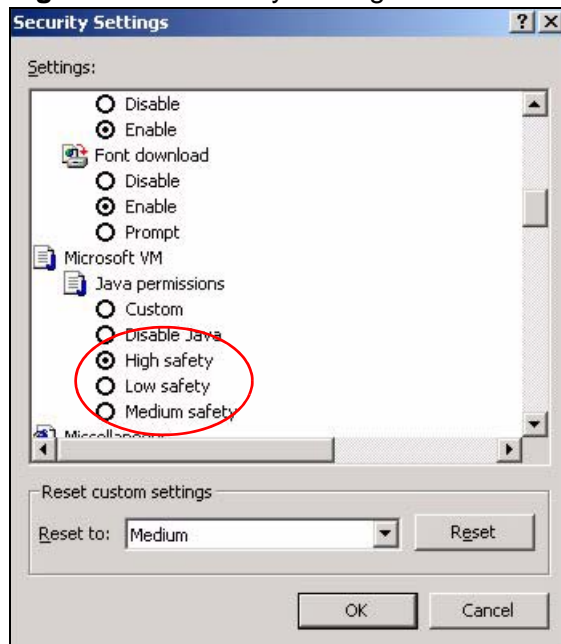 Security Settings
Settings:
Disable
Enable
Font download
Disable
Enable
Prompt
Microsoft VM
Java permissions
Custom
Disable Java
High safety
Low safety
Medium safety
Miscellaneous
Reset custom settings
Reset to: Medium Reset
OK Cancel